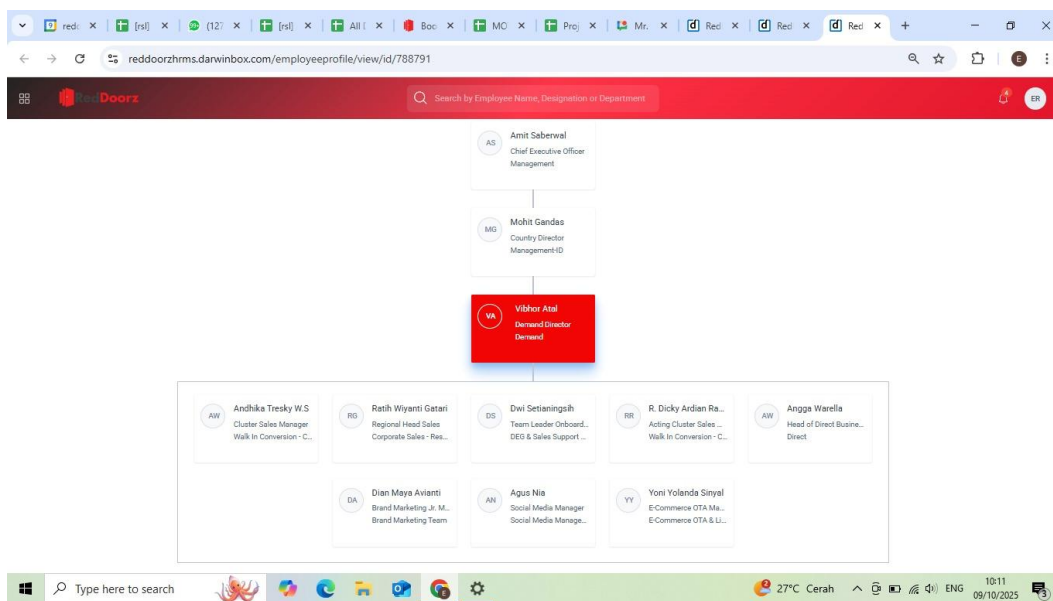 redc
[rsl]
(12
[rsl]
All
Boo
MO
Proj
Mr.
Red
Red
Red
reddoorzhrms.darwinbox.com/employeeprofile/view/id/788791
E
RedDoorz
Search by Employee Name, Designation or Department
ER
AS
Amit Saberwal
Chief Executive Officer
Management
MG
Mohit Gandas
Country Director
Management-ID
VA
Vibhor Atal
Demand Director
Demand
AW
Andhika Tresky W.S
Cluster Sales Manager
Walk In Conversion - C...
RG
Ratih Wiyanti Gatari
Regional Head Sales
Corporate Sales - Res...
DS
Dwi Setianingsih
Team Leader Onboard...
DEG & Sales Support ...
RR
R. Dicky Ardian Ra...
Acting Cluster Sales ...
Walk In Conversion - C...
AW
Angga Warella
Head of Direct Busine...
Direct
DA
Dian Maya Avianti
Brand Marketing Jr. M...
Brand Marketing Team
AN
Agus Nia
Social Media Manager
Social Media Manage...
YY
Yoni Yolanda Sinyal
E-Commerce OTA Ma...
E-Commerce OTA & Li...
Type here to search
27°C Cerah
ENG
10:11
09/10/2025